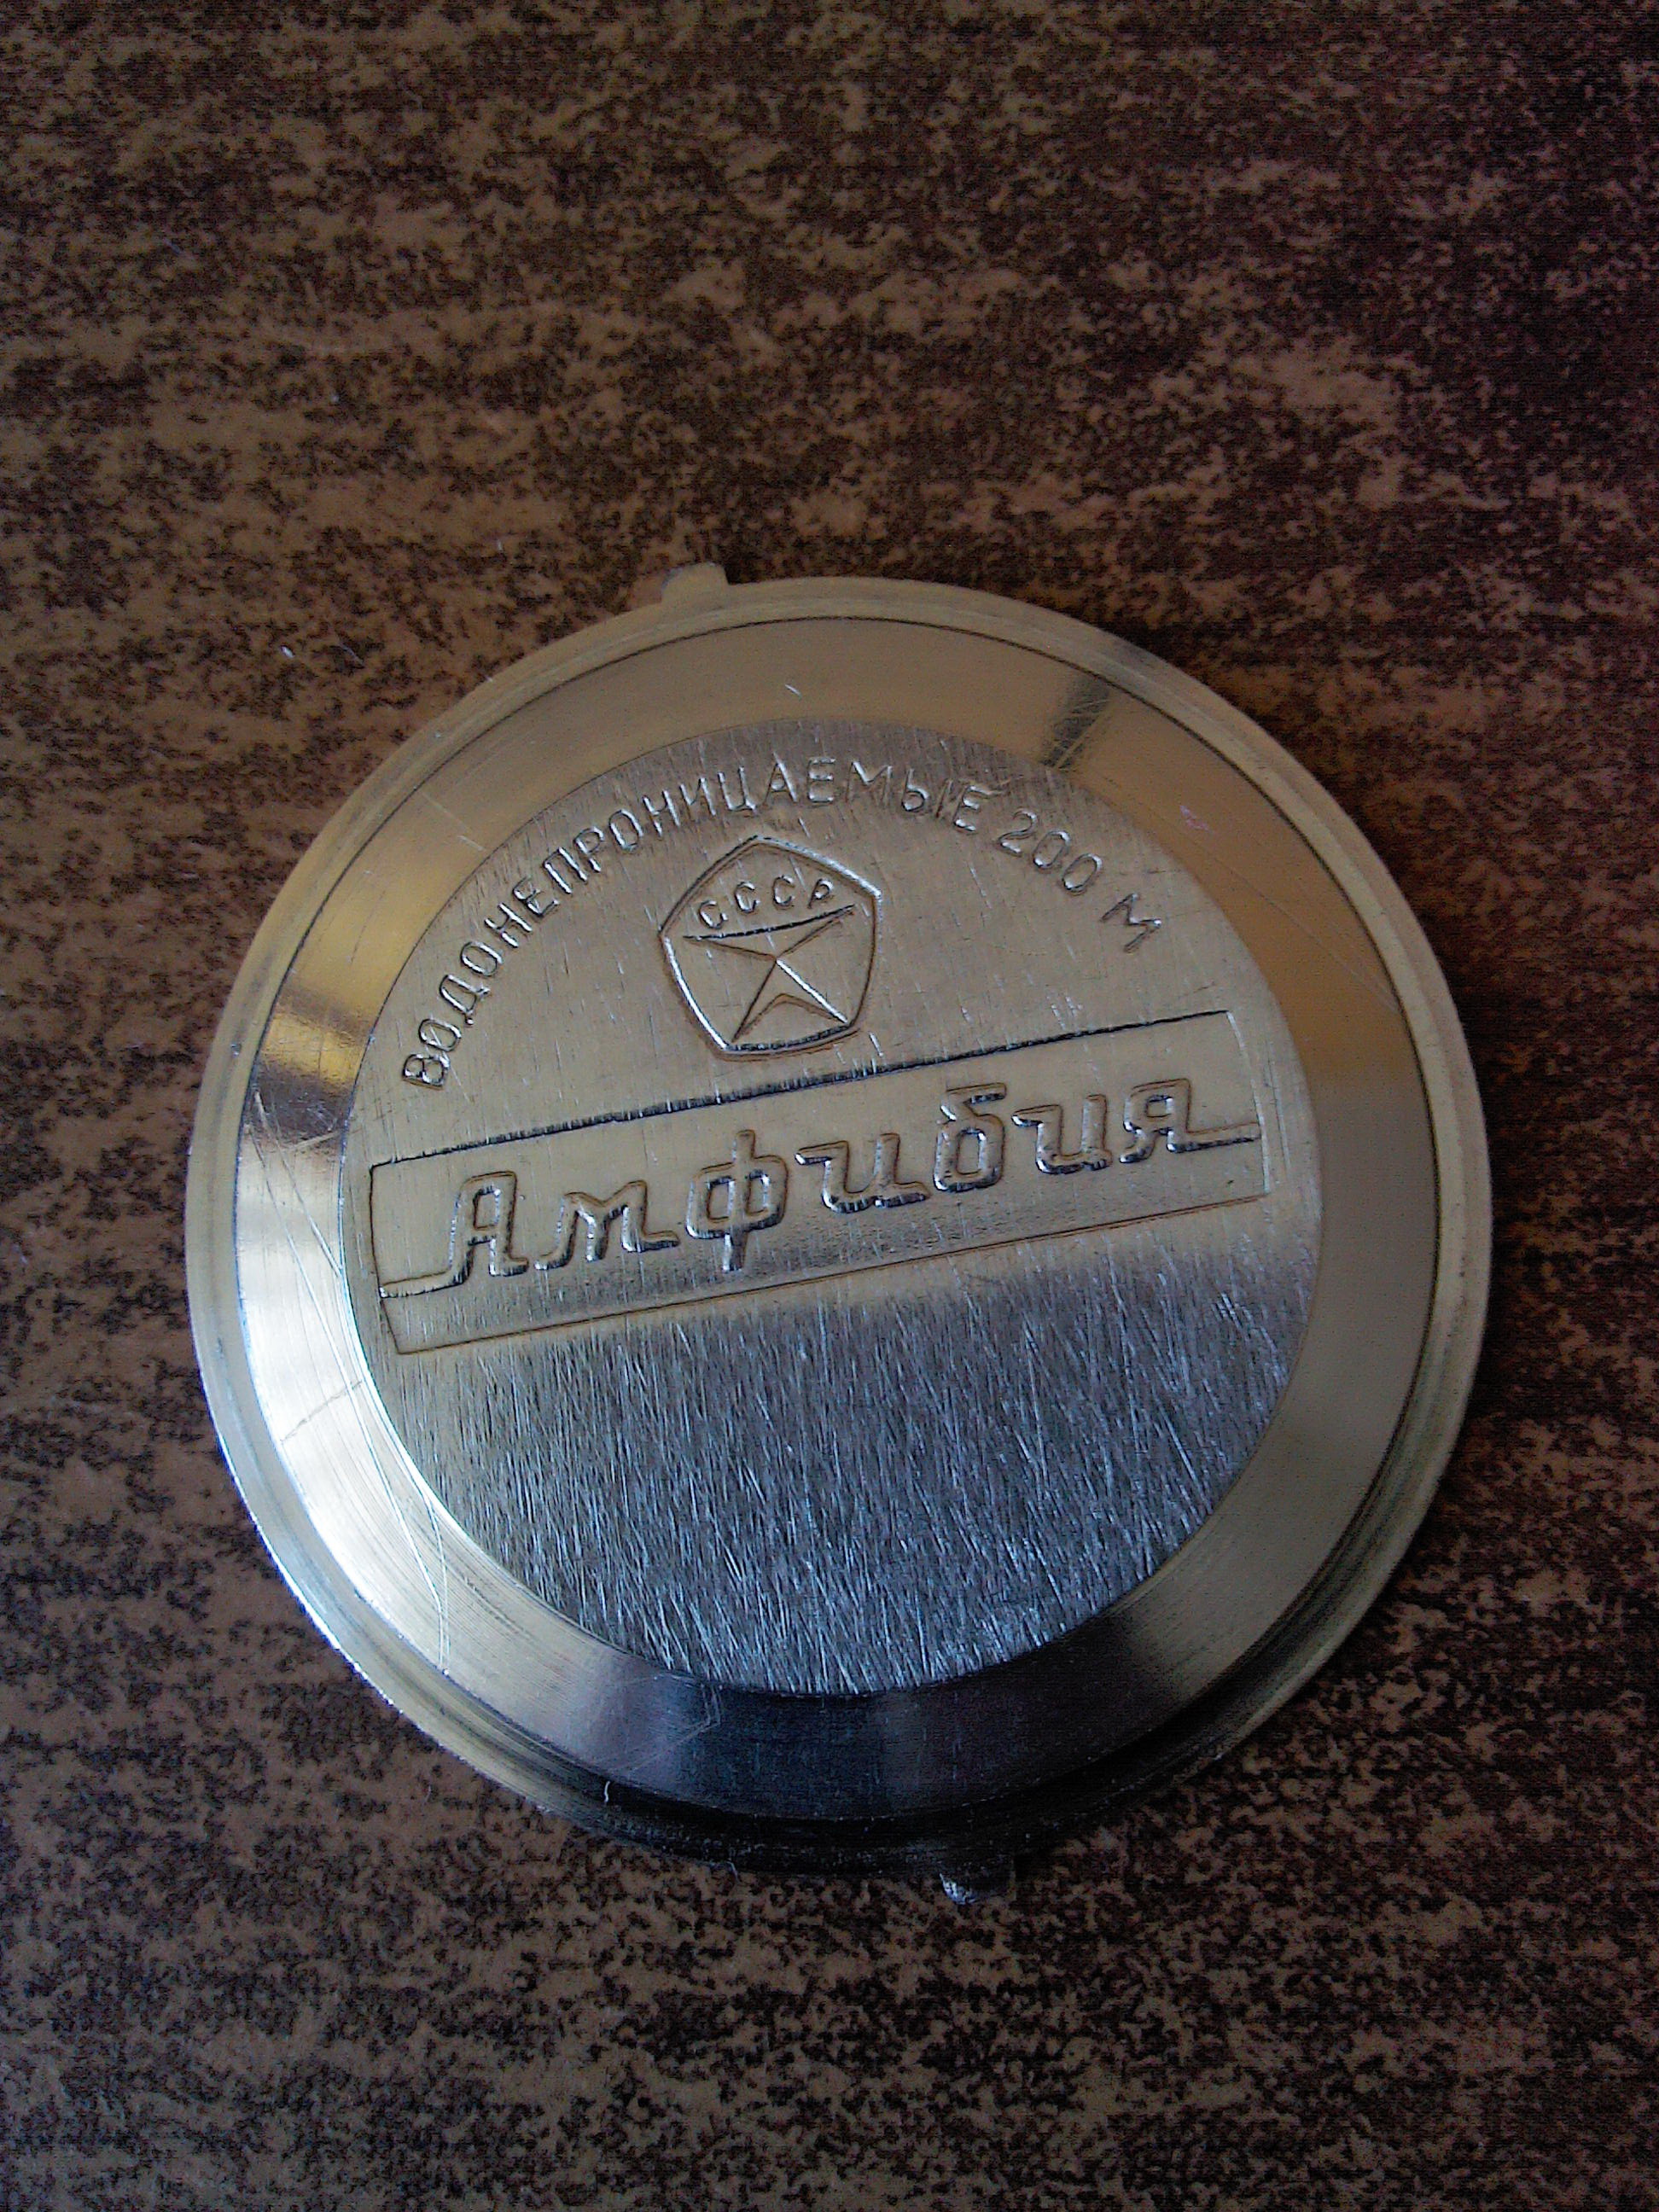 ВОДОНЕПРОНИЦАЕМЫЕ 200 М
СССР
Амфибия